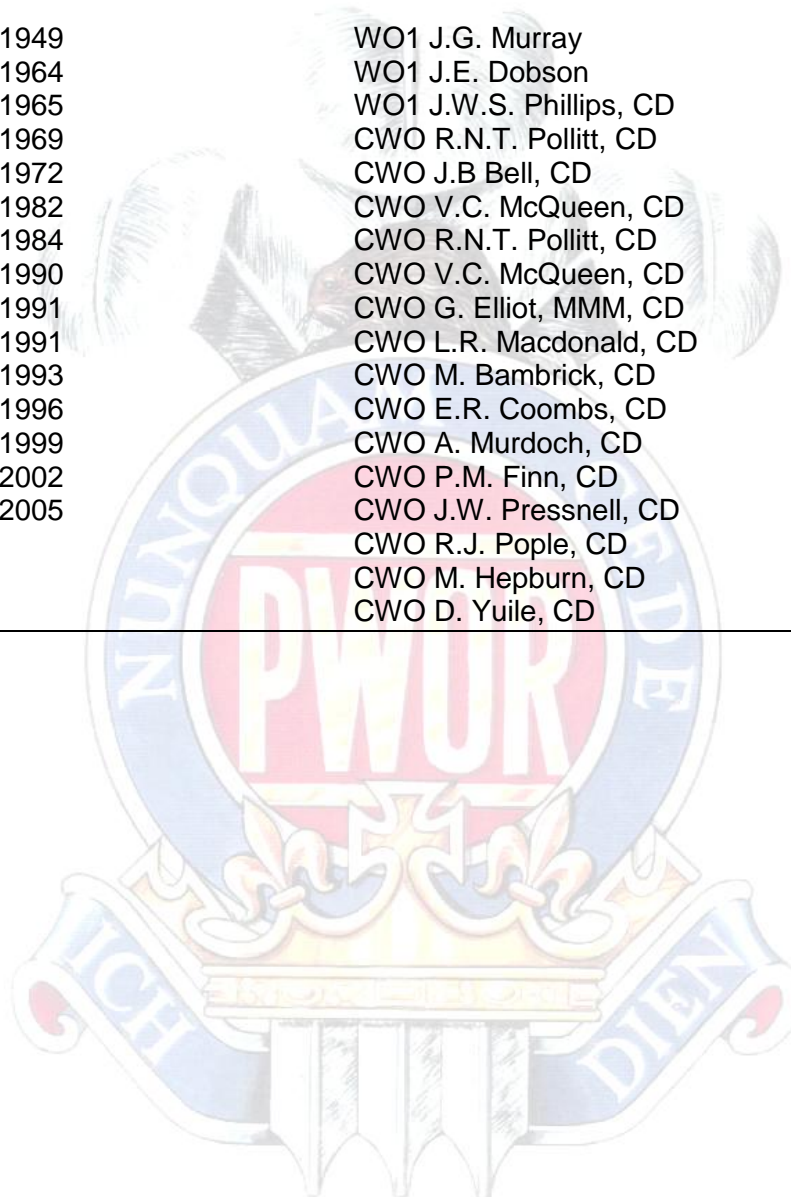 1949 WO1 J.G. Murray
1964 WO1 J.E. Dobson
1965 WO1 J.W.S. Phillips, CD
1969 CWO R.N.T. Pollitt, CD
1972 CWO J.B Bell, CD
1982 CWO V.C. McQueen, CD
1984 CWO R.N.T. Pollitt, CD
1990 CWO V.C. McQueen, CD
1991 CWO G. Elliot, MMM, CD
1991 CWO L.R. Macdonald, CD
1993 CWO M. Bambrick, CD
1996 CWO E.R. Coombs, CD
1999 CWO A. Murdoch, CD
2002 CWO P.M. Finn, CD
2005 CWO J.W. Pressnell, CD
CWO R.J. Pople, CD
CWO M. Hepburn, CD
CWO D. Yuile, CD
NUNQUAM CEDE
PWOR
ICH DIEN